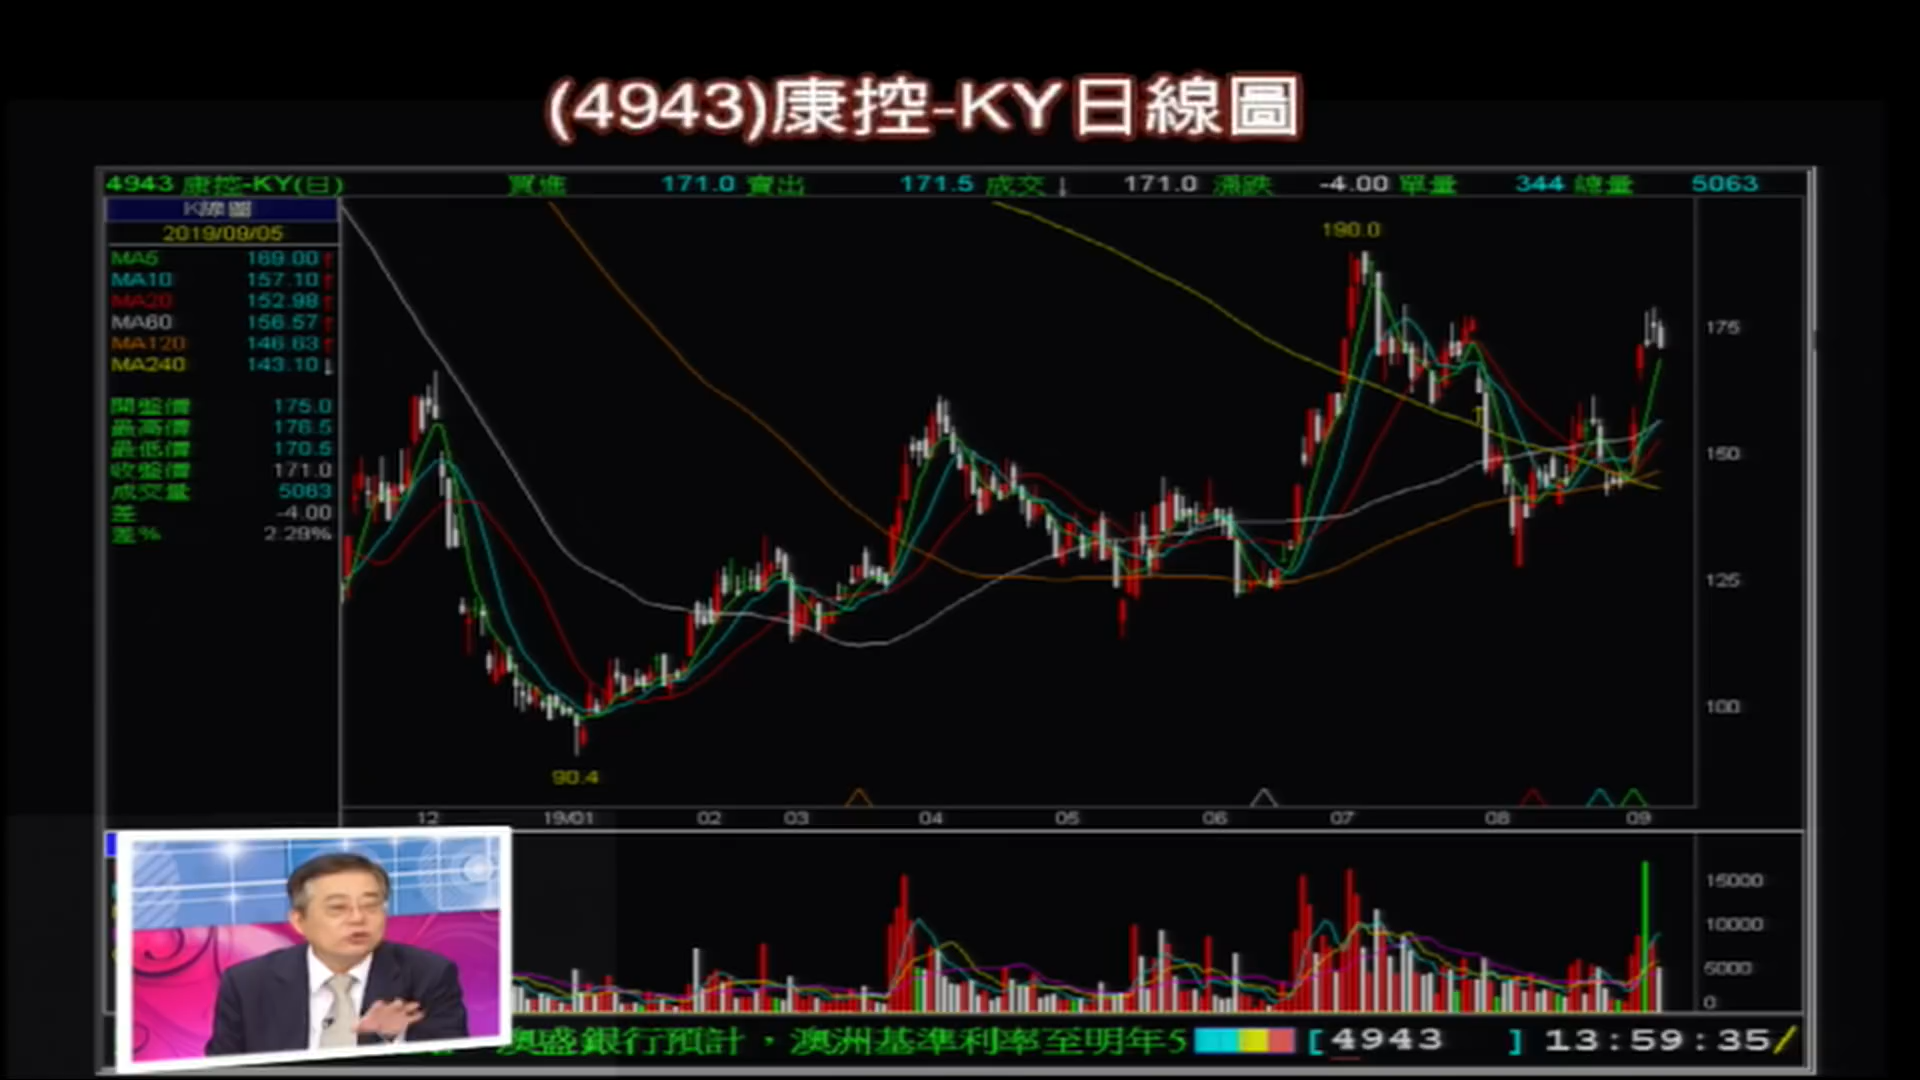 (4943)康控-KY日線圖
4943 康控-KY(日) 買進 171.0 賣出 171.5 成交↓ 171.0 漲跌 -4.00 單量 344 總量 5063
K線圖
2019/09/05
MA5 169.00↑
MA10 157.10↑
MA20 152.98↑
MA60 156.57↑
MA120 146.63↑
MA240 143.10↓
開盤價 175.0
最高價 176.5
最低價 170.5
收盤價 171.0
成交量 5063
差 -4.00
差% 2.29%
190.0
175
150
125
100
90.4
12 19/01 02 03 04 05 06 07 08 09
15000
10000
5000
0
澳盛銀行預計，澳洲基準利率至明年5 [4943 ] 13:59:35/